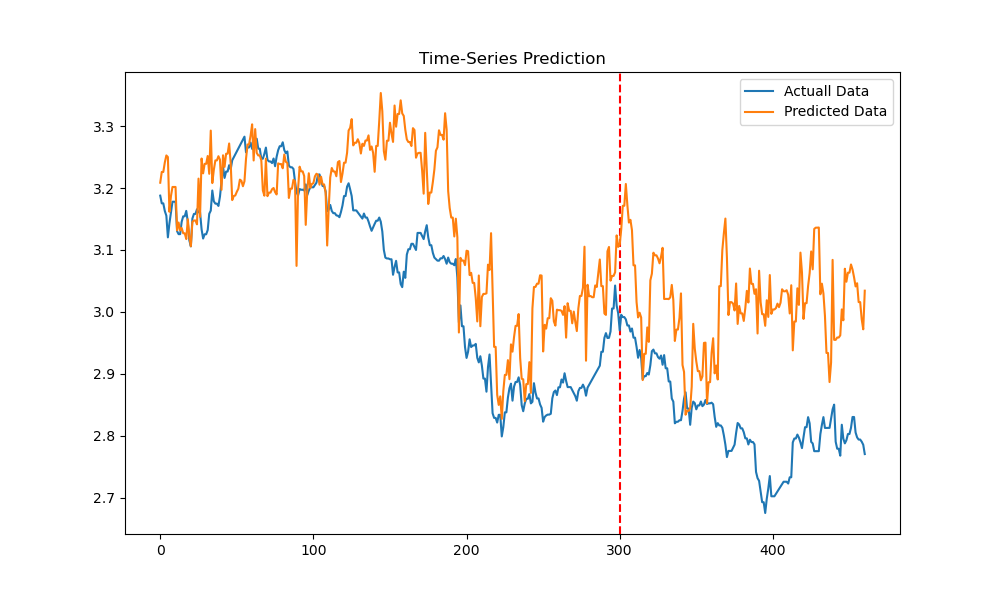 Time-Series Prediction
Actuall Data
Predicted Data
3.3
3.2
3.1
3.0
2.9
2.8
2.7
0 100 200 300 400